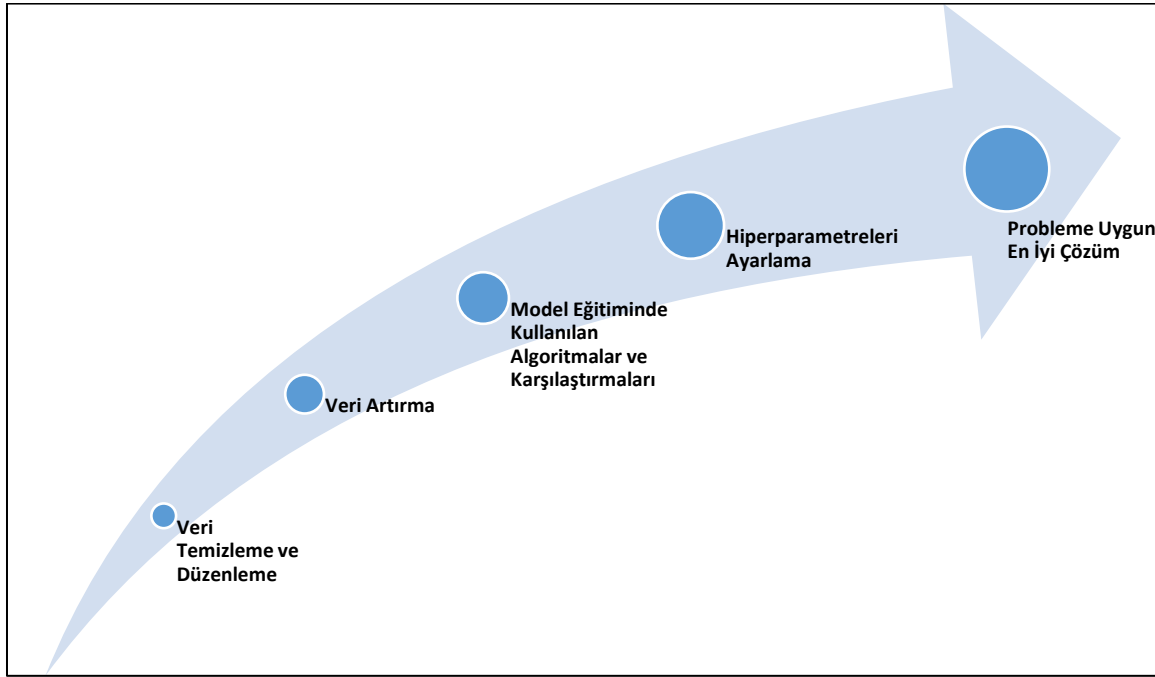 Veri
Temizleme ve
Düzenleme
Veri Artırma
Model Eğitiminde
Kullanılan
Algoritmalar ve
Karşılaştırmaları
Hiperparametreleri
Ayarlama
Probleme Uygun
En İyi Çözüm